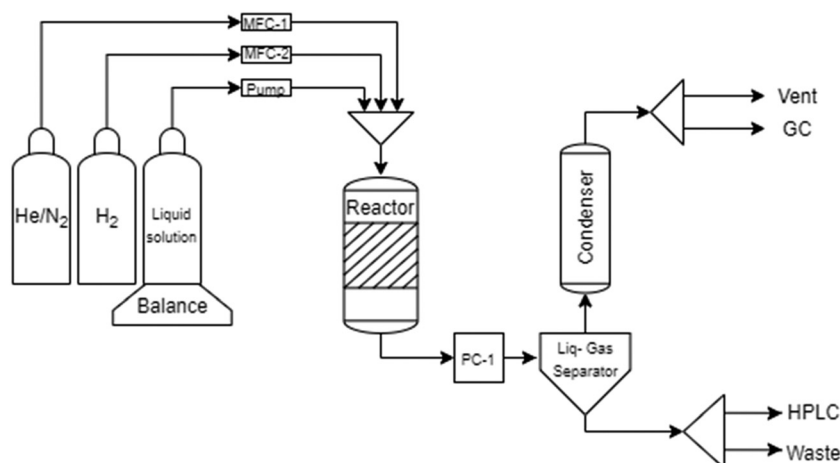 MFC-1
MFC-2
Pump
He/N2
H2
Liquid
solution
Balance
Reactor
PC-1
Liq- Gas
Separator
Condenser
Vent
GC
HPLC
Waste